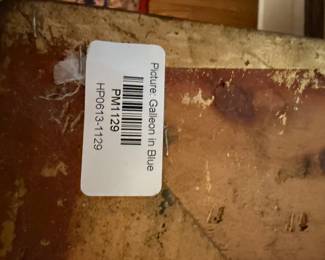 Picture: Galleon in Blue
PM1129
HP0613-1129